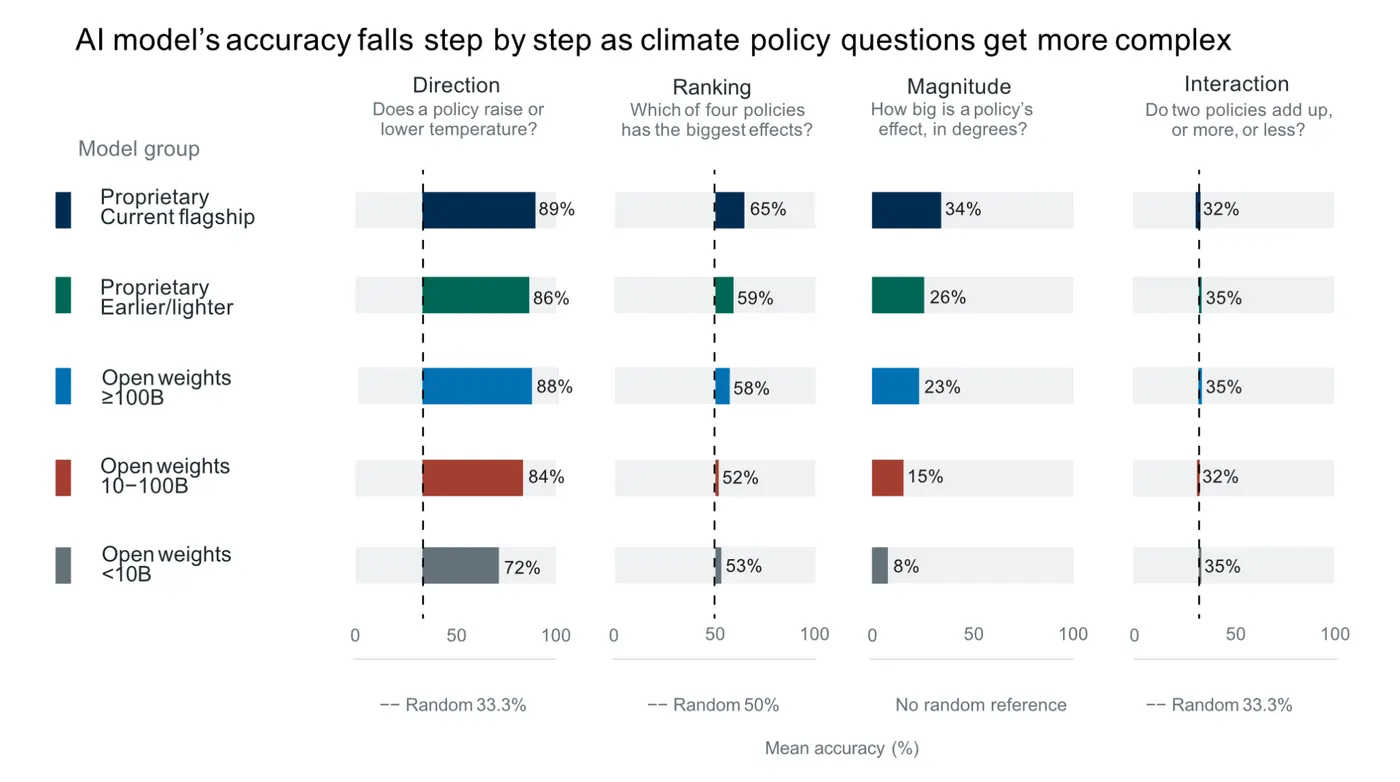 AI model's accuracy falls step by step as climate policy questions get more complex
Direction
Does a policy raise or
lower temperature?
Ranking
Which of four policies
has the biggest effects?
Magnitude
How big is a policy's
effect, in degrees?
Interaction
Do two policies add up,
or more, or less?
Model group
Proprietary
Current flagship
89%
65%
34%
32%
Proprietary
Earlier/lighter
86%
59%
26%
35%
Open weights
≥100B
88%
58%
23%
35%
Open weights
10−100B
84%
52%
15%
32%
Open weights
<10B
72%
53%
8%
35%
0 50 100
0 50 100
0 50 100
0 50 100
-- Random 33.3%
-- Random 50%
No random reference
-- Random 33.3%
Mean accuracy (%)